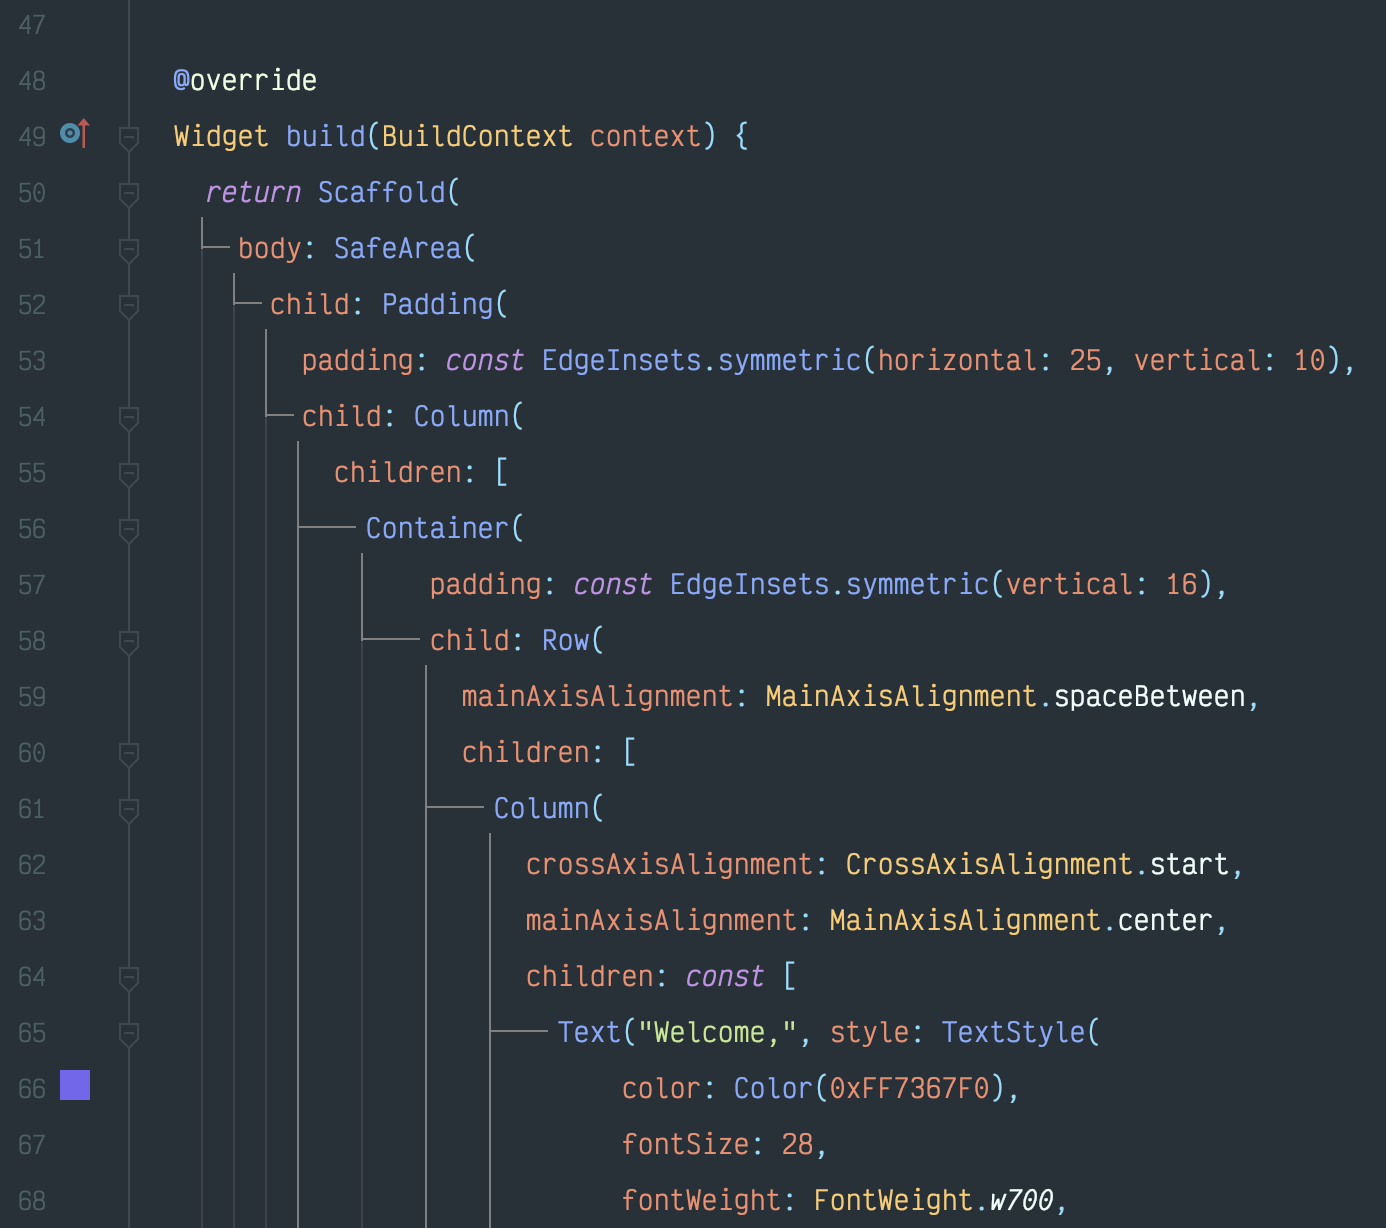 47
48 @override
49 Widget build(BuildContext context) {
50 return Scaffold(
51 body: SafeArea(
52 child: Padding(
53 padding: const EdgeInsets.symmetric(horizontal: 25, vertical: 10),
54 child: Column(
55 children: [
56 Container(
57 padding: const EdgeInsets.symmetric(vertical: 16),
58 child: Row(
59 mainAxisAlignment: MainAxisAlignment.spaceBetween,
60 children: [
61 Column(
62 crossAxisAlignment: CrossAxisAlignment.start,
63 mainAxisAlignment: MainAxisAlignment.center,
64 children: const [
65 Text("Welcome,", style: TextStyle(
66 color: Color(0xFF7367F0),
67 fontSize: 28,
68 fontWeight: FontWeight.w700,